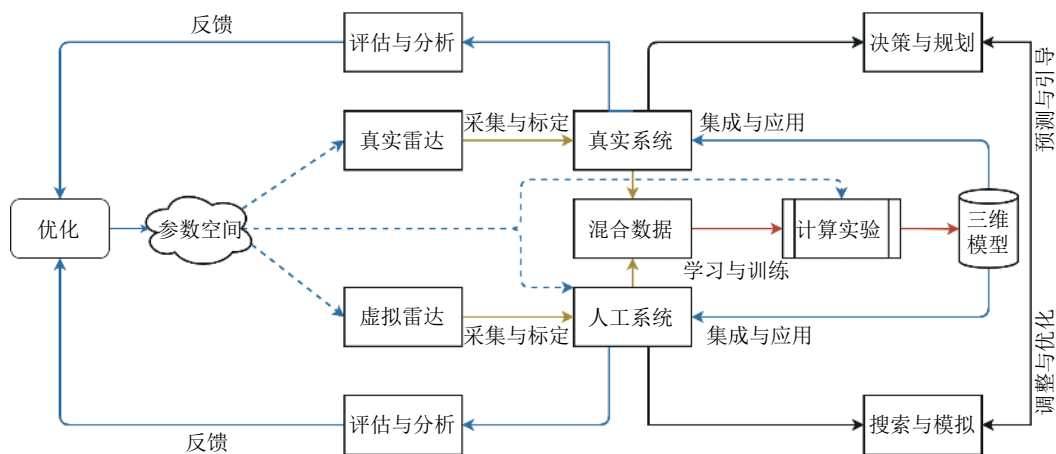 反馈
评估与分析
决策与规划
预测与引导
真实雷达
采集与标定
真实系统
集成与应用
优化
参数空间
混合数据
计算实验
三维
模型
学习与训练
虚拟雷达
采集与标定
人工系统
集成与应用
调整与优化
反馈
评估与分析
搜索与模拟